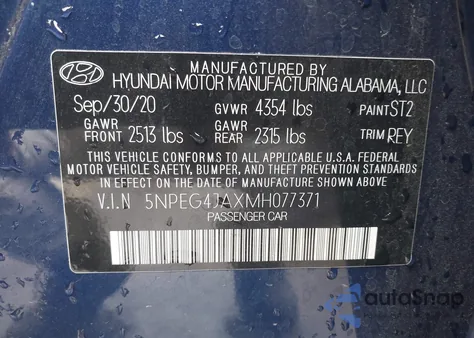 MANUFACTURED BY
HYUNDAI MOTOR MANUFACTURING ALABAMA, LLC
Sep/30/20 GVWR 4354 lbs PAINT ST2
GAWR FRONT 2513 lbs GAWR REAR 2315 lbs TRIM REY
THIS VEHICLE CONFORMS TO ALL APPLICABLE U.S.A. FEDERAL
MOTOR VEHICLE SAFETY, BUMPER, AND THEFT PREVENTION
STANDARDS IN EFFECT ON THE DATE OF MANUFACTURE SHOWN ABOVE.
V.I.N 5NPEG4JAXMH077371
PASSENGER CAR
autoSnap